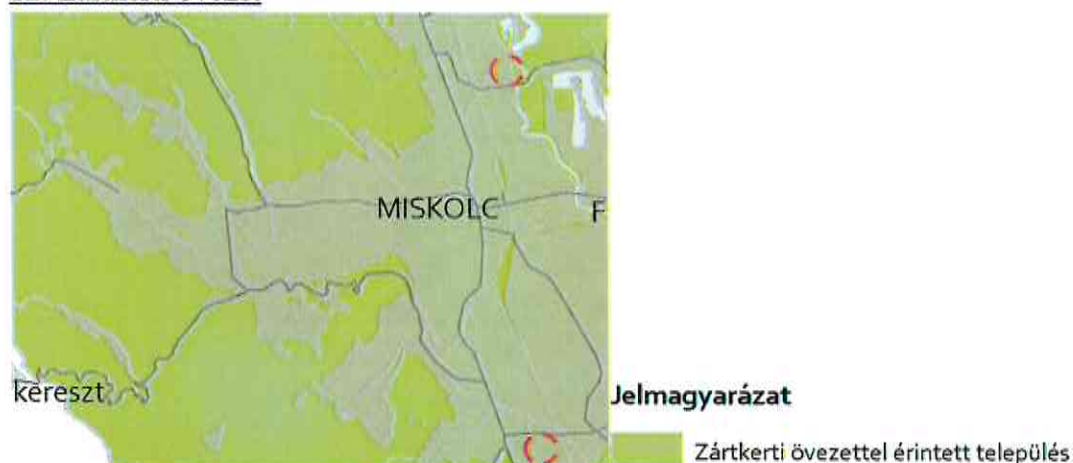 MISKOLC
F
kereszt
Jelmagyarázat
Zártkerti övezettel érintett település